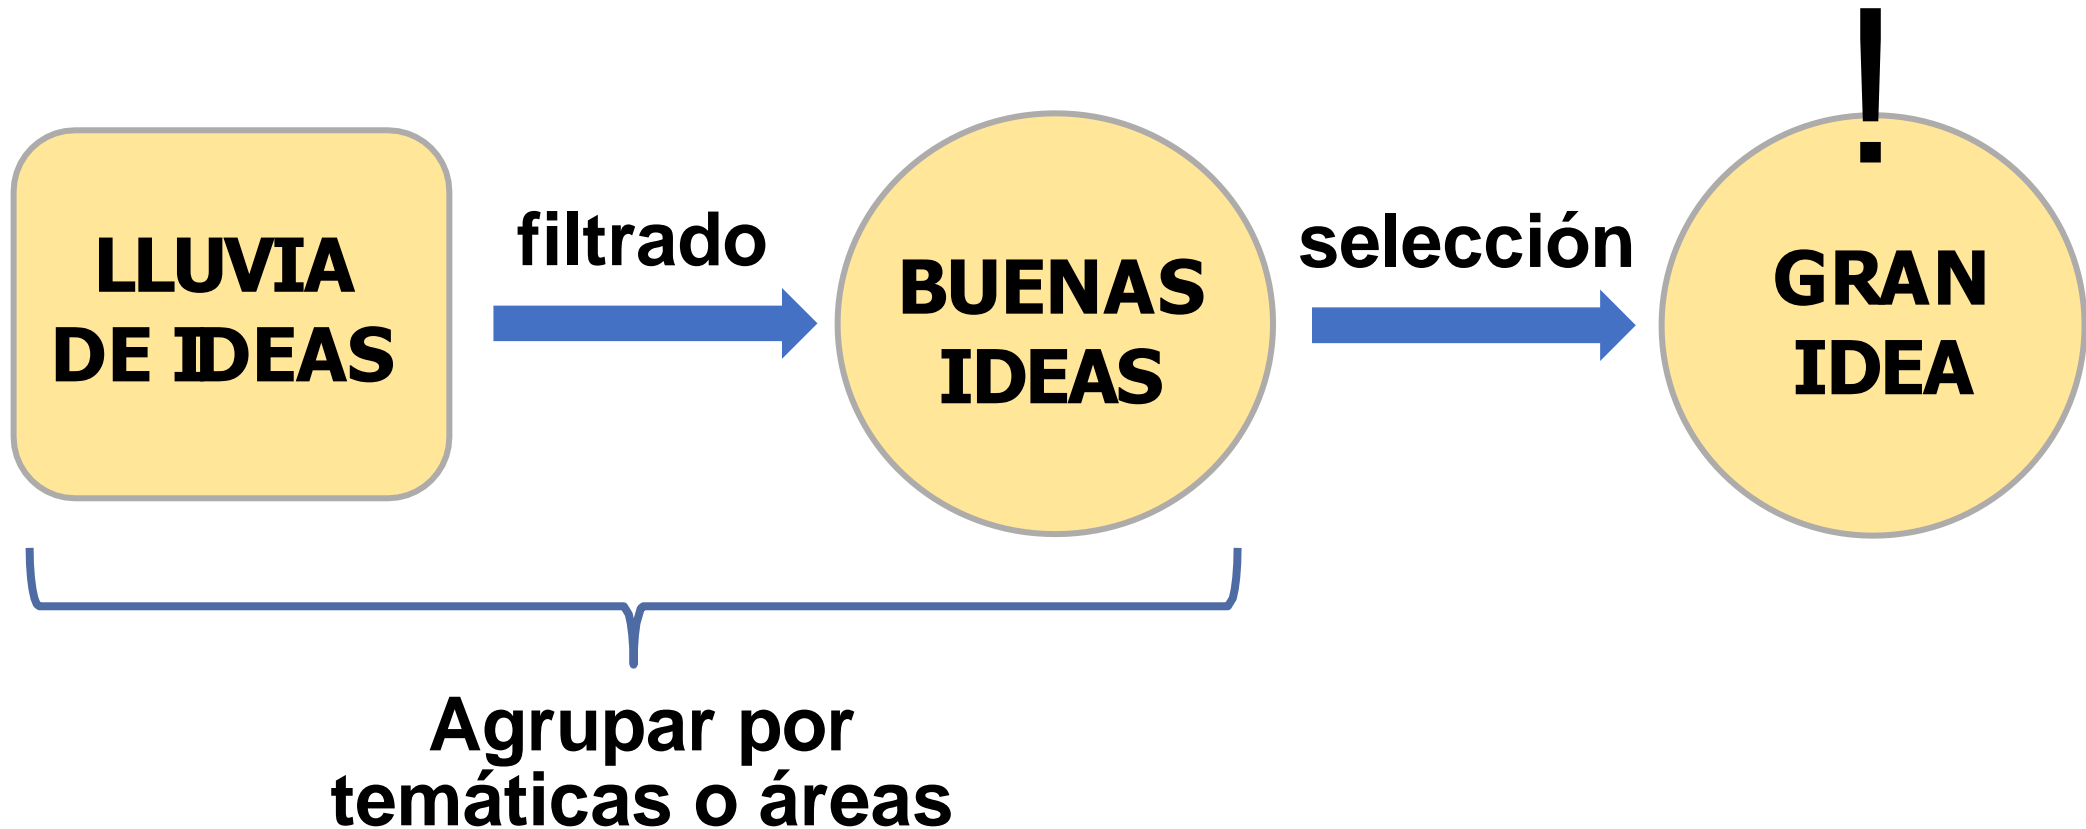 !
LLUVIA
DE IDEAS
filtrado
BUENAS
IDEAS
selección
GRAN
IDEA
Agrupar por
temáticas o áreas